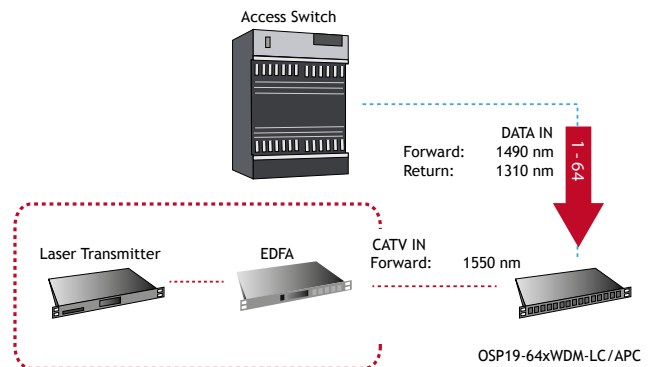 Access Switch
DATA IN
Forward: 1490 nm
Return: 1310 nm
1 - 64
Laser Transmitter
EDFA
CATV IN
Forward: 1550 nm
OSP19-64xWDM-LC/APC